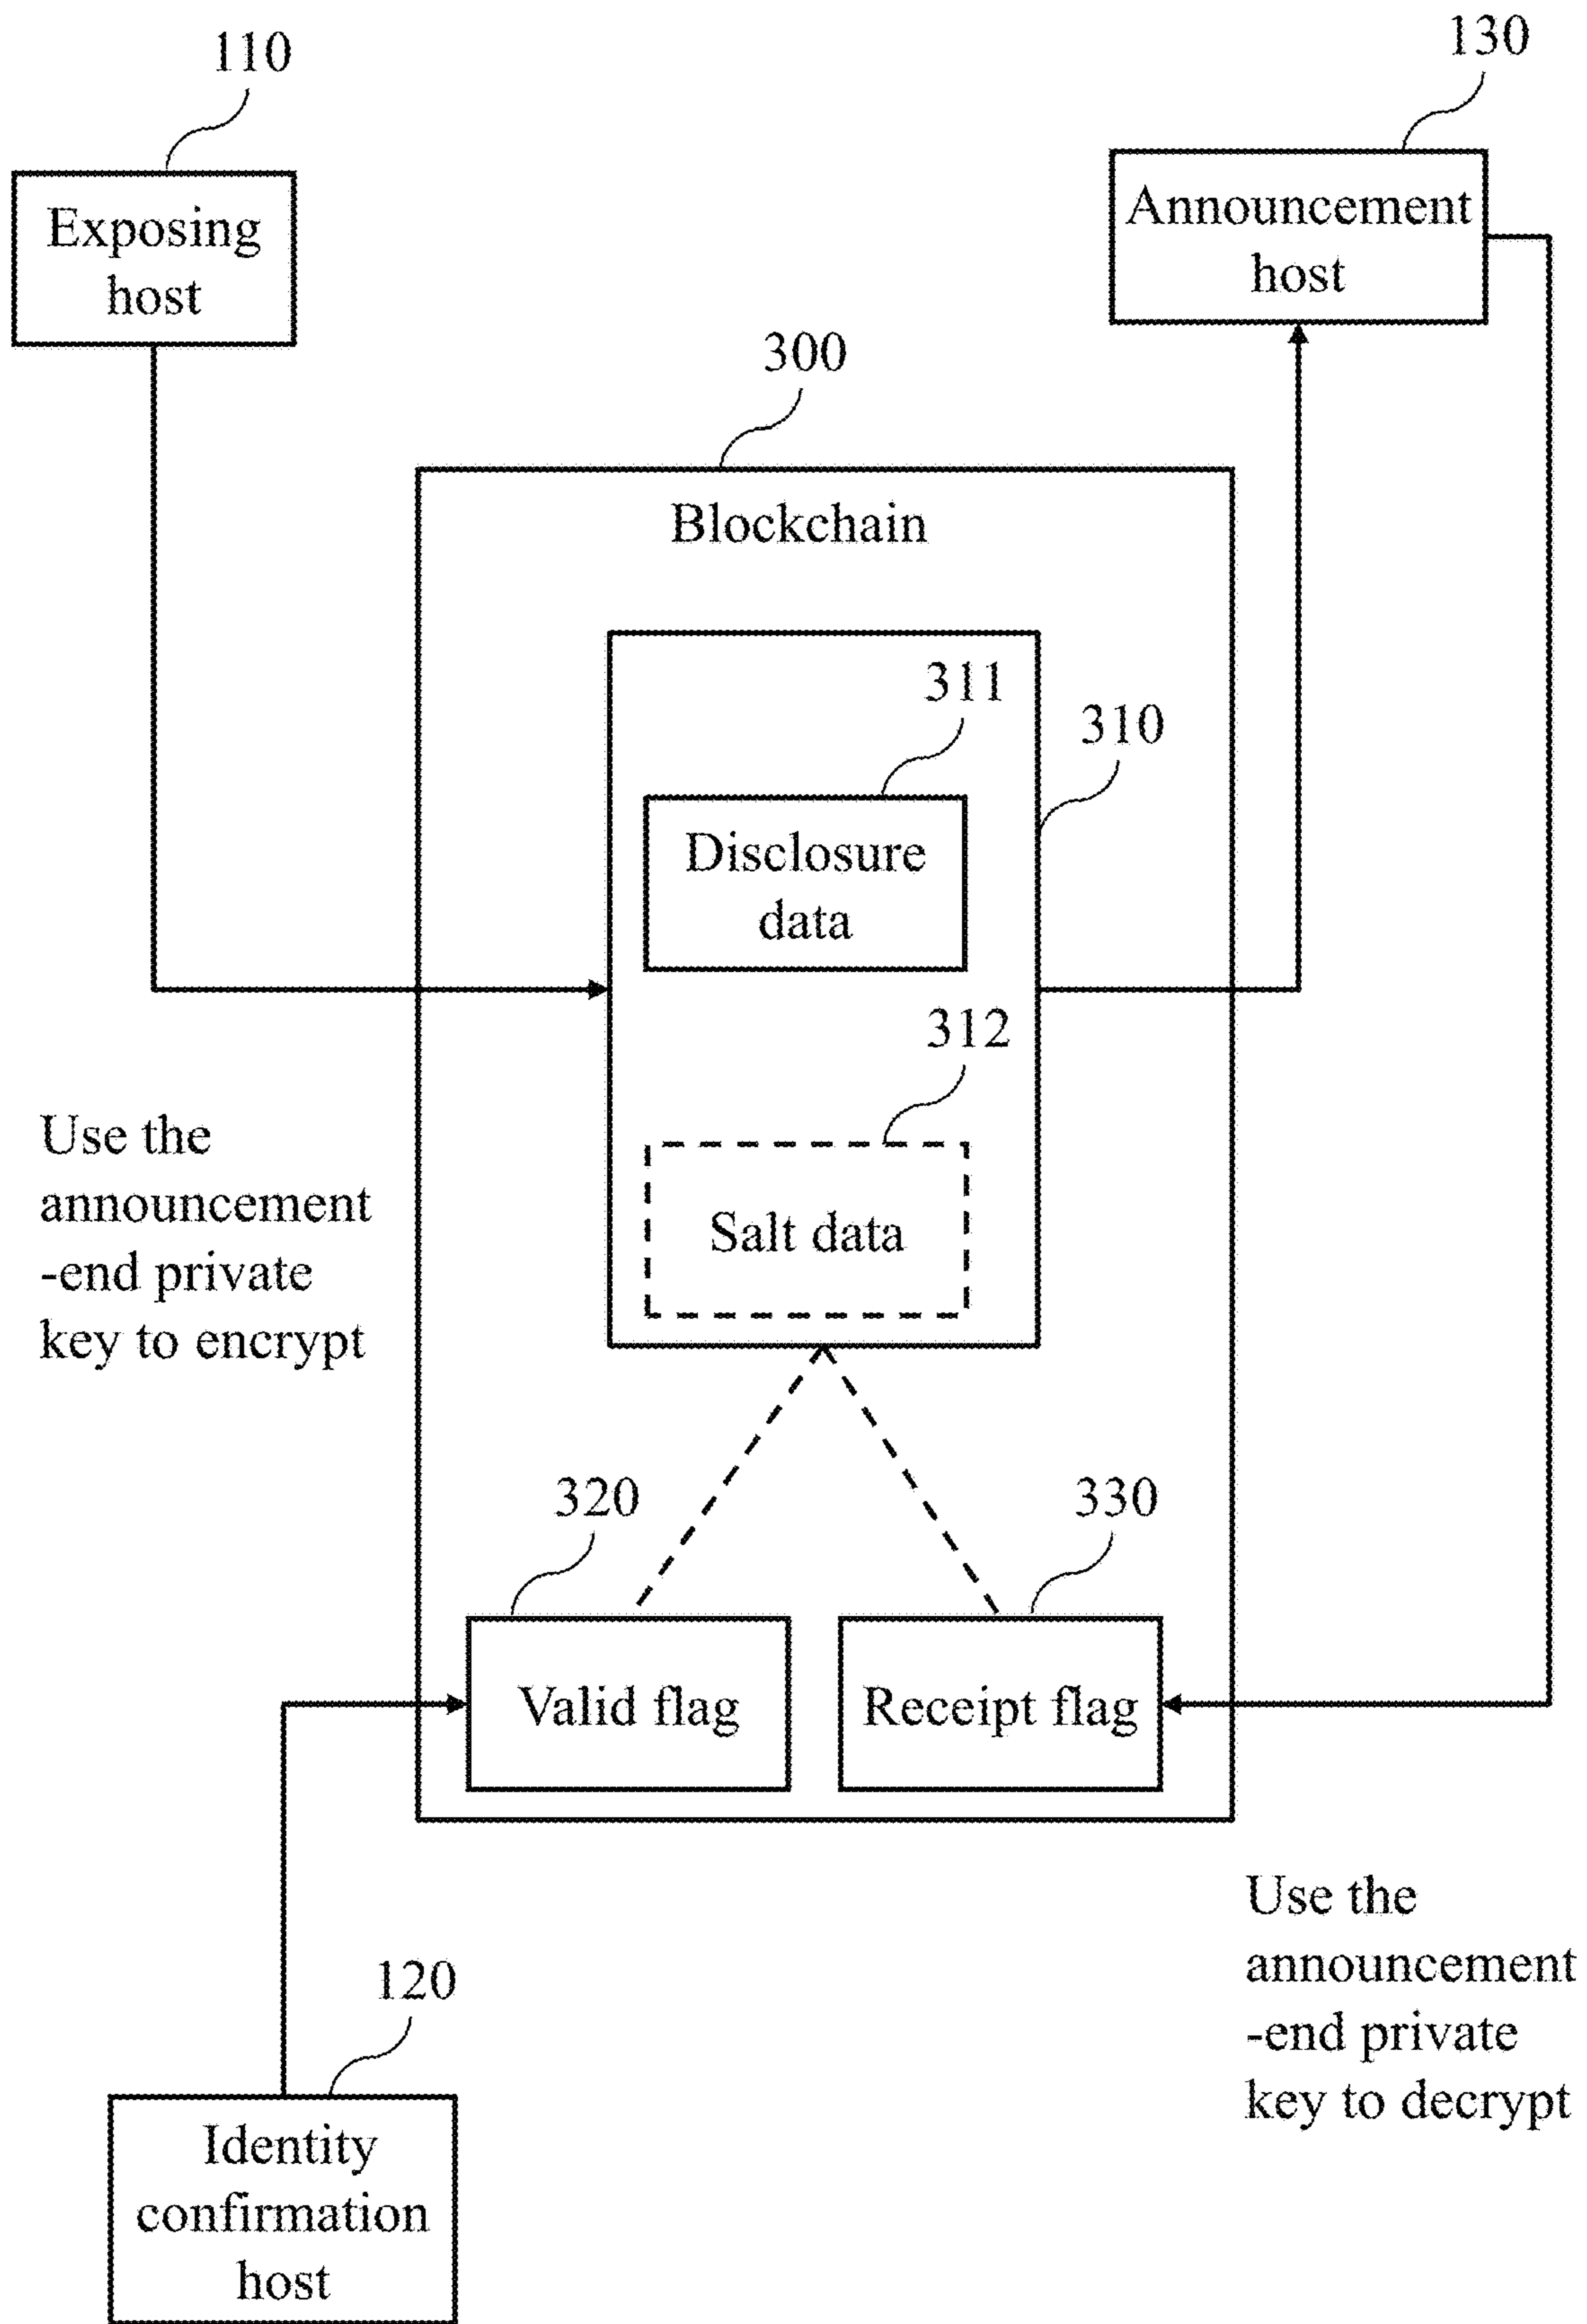 110
130
Exposing
host
Announcement
host
300
Blockchain
311
310
Disclosure
data
312
Use the
announcement
-end private
key to encrypt
Salt data
320
330
Valid flag
Receipt flag
Use the
announcement
-end private
key to decrypt
120
Identity
confirmation
host